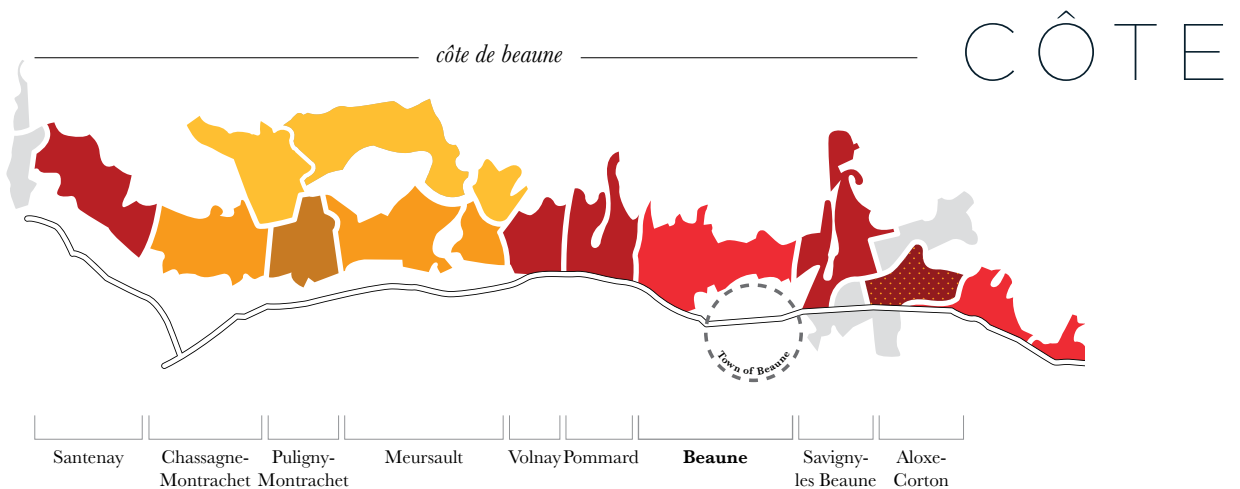 côte de beaune
CÔTE
Town of Beaune
Santenay
Chassagne-
Montrachet
Puligny-
Montrachet
Meursault
Volnay
Pommard
Beaune
Savigny-
les Beaune
Aloxe-
Corton